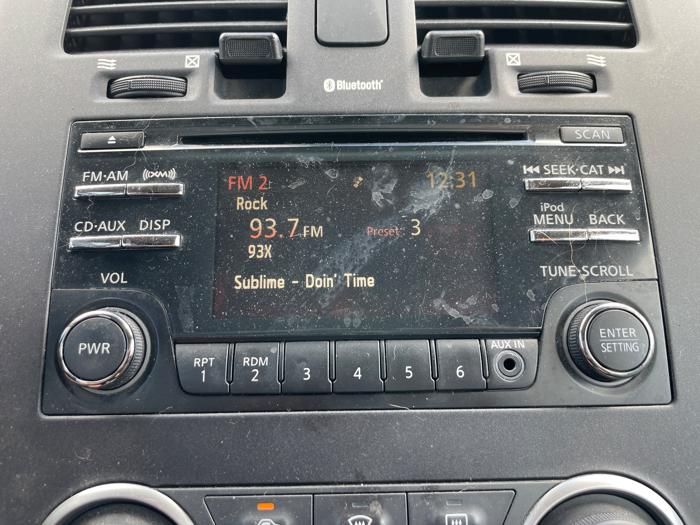 Bluetooth®
SCAN
FM·AM
((XM))
SEEK·CAT
CD·AUX
DISP
iPod
MENU
BACK
FM 2
12:31
Rock
93.7 FM
Preset 3
93X
Sublime - Doin' Time
VOL
TUNE·SCROLL
PWR
ENTER
SETTING
RPT
1
RDM
2
3
4
5
6
AUX IN